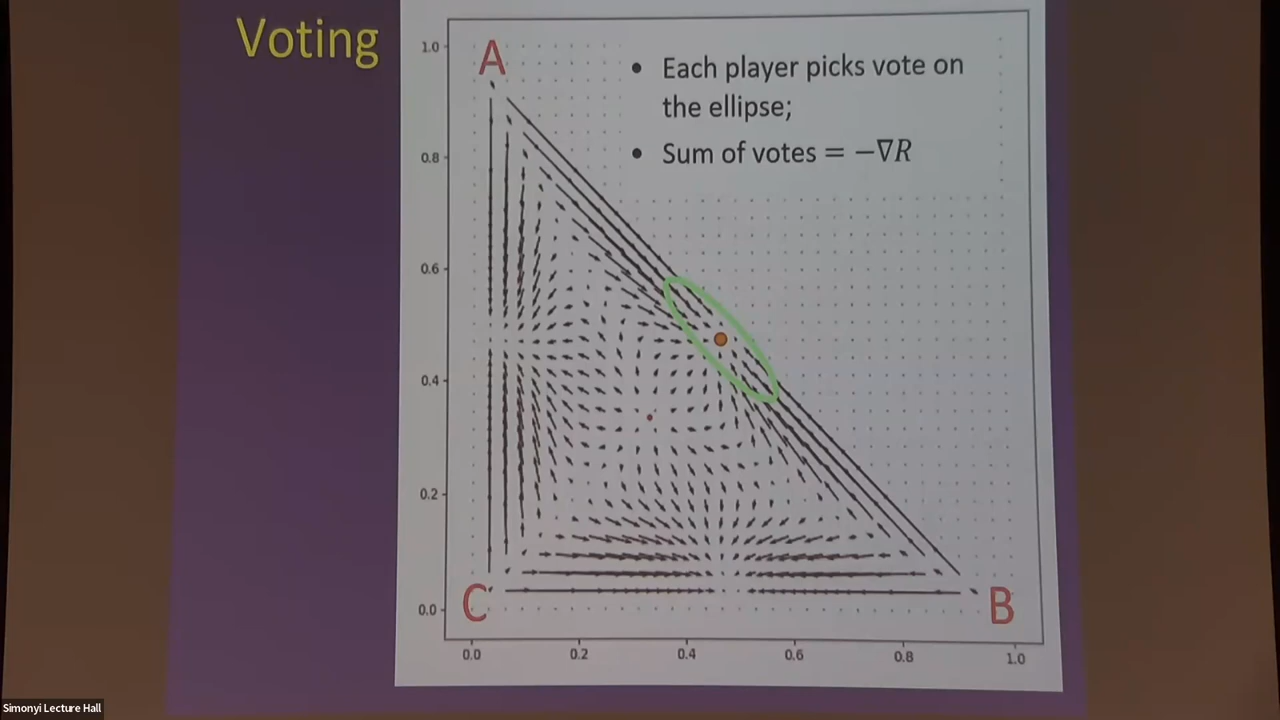 Voting
A
• Each player picks vote on
the ellipse;
• Sum of votes = −∇R
1.0
0.8
0.6
0.4
0.2
0.0
C
B
0.0 0.2 0.4 0.6 0.8 1.0
Simonyi Lecture Hall